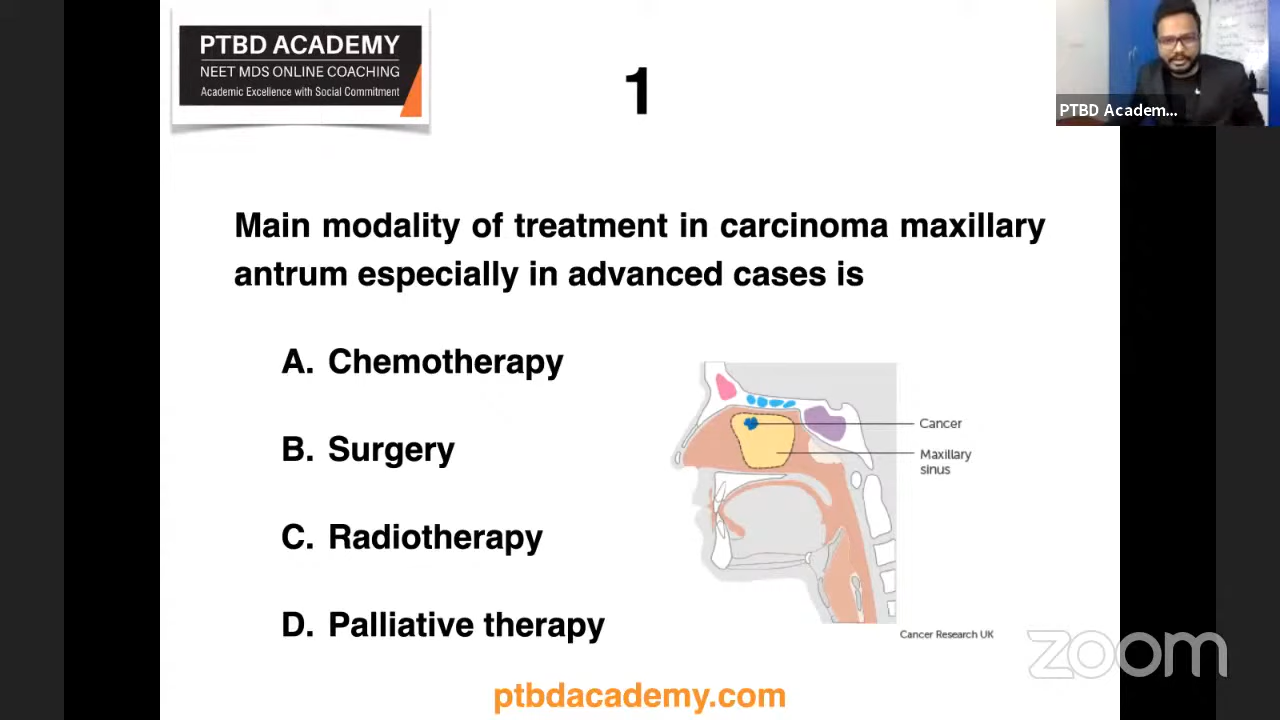 PTBD ACADEMY
NEET MDS ONLINE COACHING
Academic Excellence with Social Commitment
1
PTBD Academ...
Main modality of treatment in carcinoma maxillary
antrum especially in advanced cases is
A. Chemotherapy
B. Surgery
C. Radiotherapy
D. Palliative therapy
Cancer
Maxillary
sinus
Cancer Research UK
zoom
ptbdacademy.com